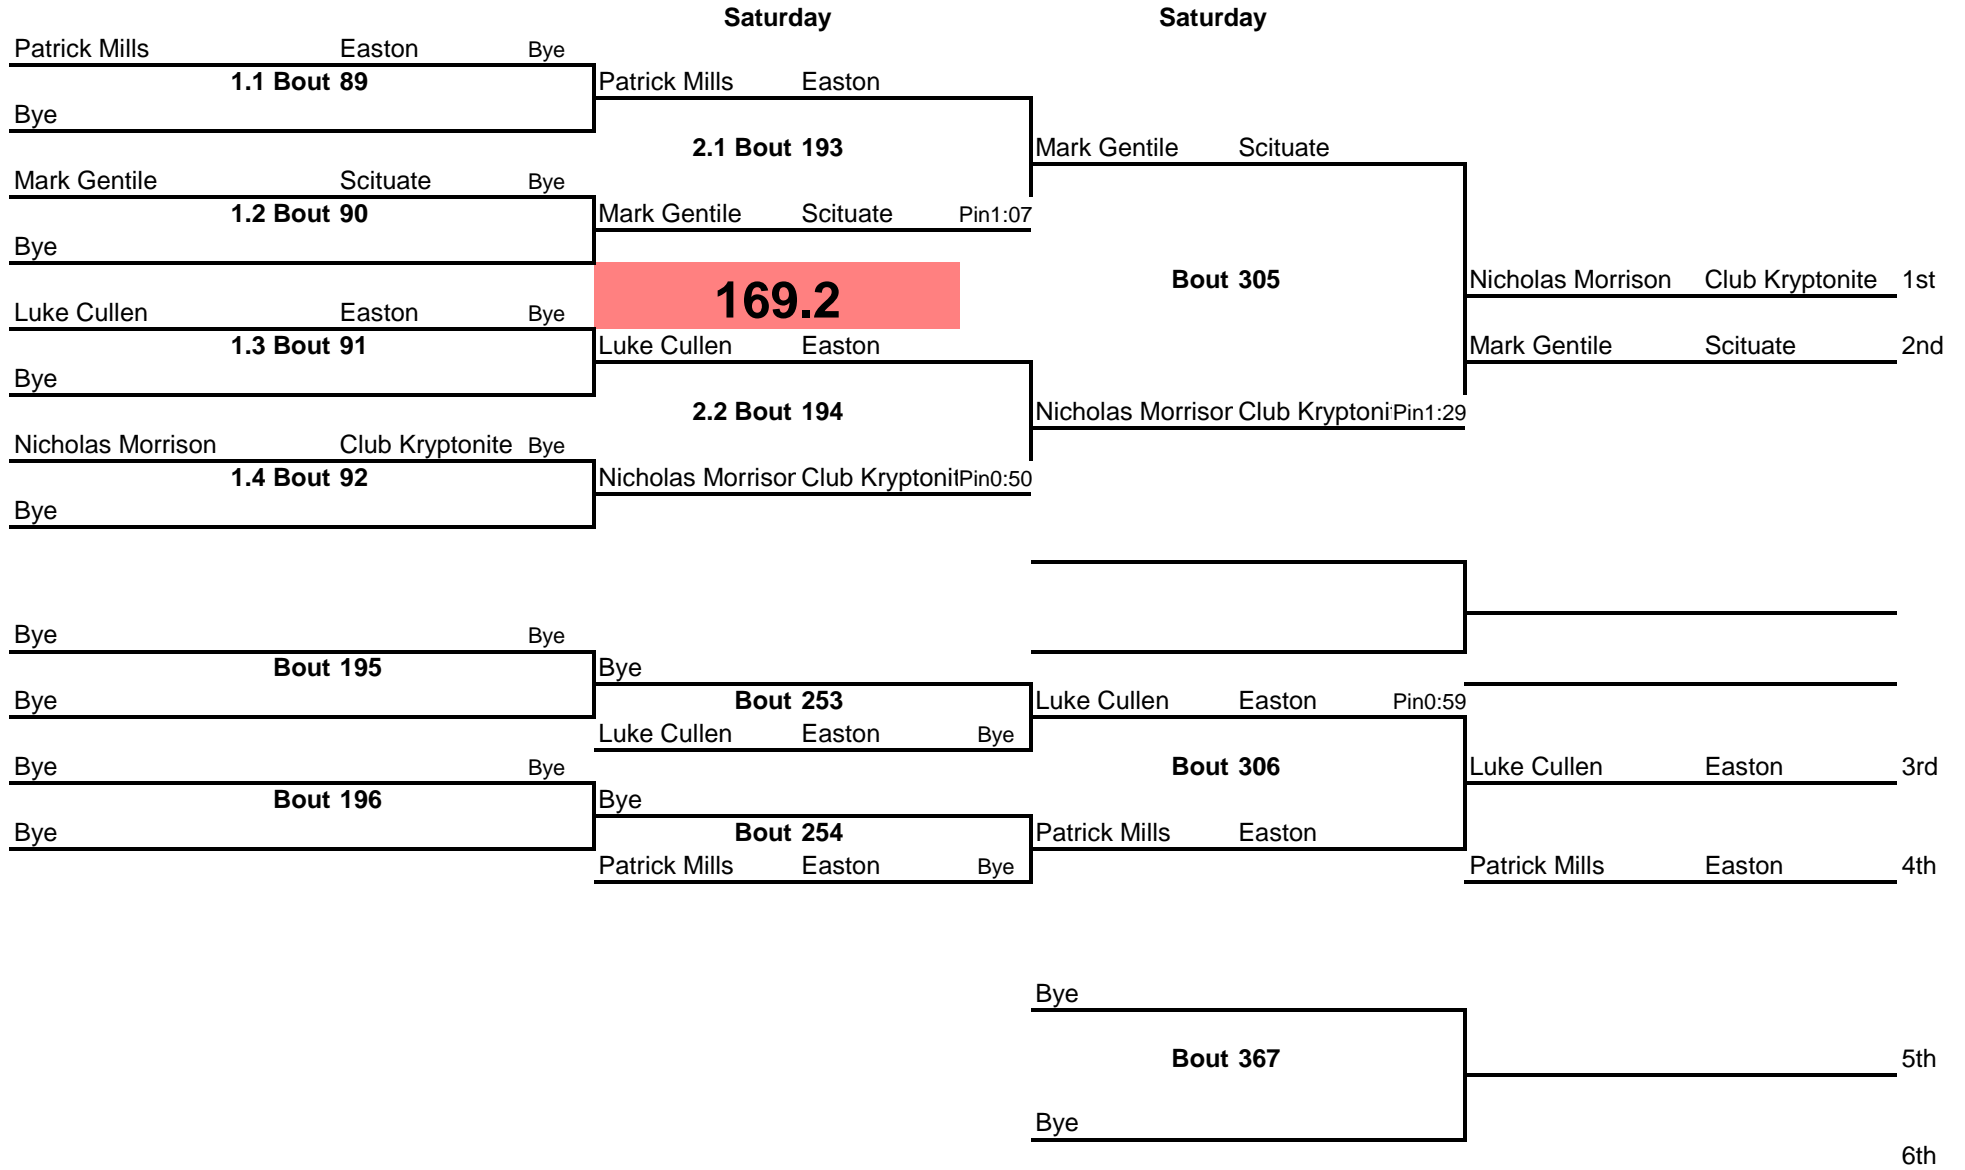 Saturday Saturday
Patrick Mills Easton Bye
1.1 Bout 89 Patrick Mills Easton
Bye
2.1 Bout 193 Mark Gentile Scituate
Mark Gentile Scituate Bye
1.2 Bout 90 Mark Gentile Scituate Pin1:07
Bye
169.2 Bout 305 Nicholas Morrison Club Kryptonite 1st
Luke Cullen Easton Bye
1.3 Bout 91 Luke Cullen Easton Mark Gentile Scituate 2nd
Bye
2.2 Bout 194 Nicholas Morrisor Club Kryptoni Pin1:29
Nicholas Morrison Club Kryptonite Bye
1.4 Bout 92 Nicholas Morrisor Club Kryptonit Pin0:50
Bye
Bye Bye
Bout 195 Bye
Bye Bout 253 Luke Cullen Easton Pin0:59
Luke Cullen Easton Bye
Bye Bye Bout 306 Luke Cullen Easton 3rd
Bout 196 Bye
Bye Bout 254 Patrick Mills Easton
Patrick Mills Easton Bye Patrick Mills Easton 4th
Bye
Bout 367 5th
Bye
6th